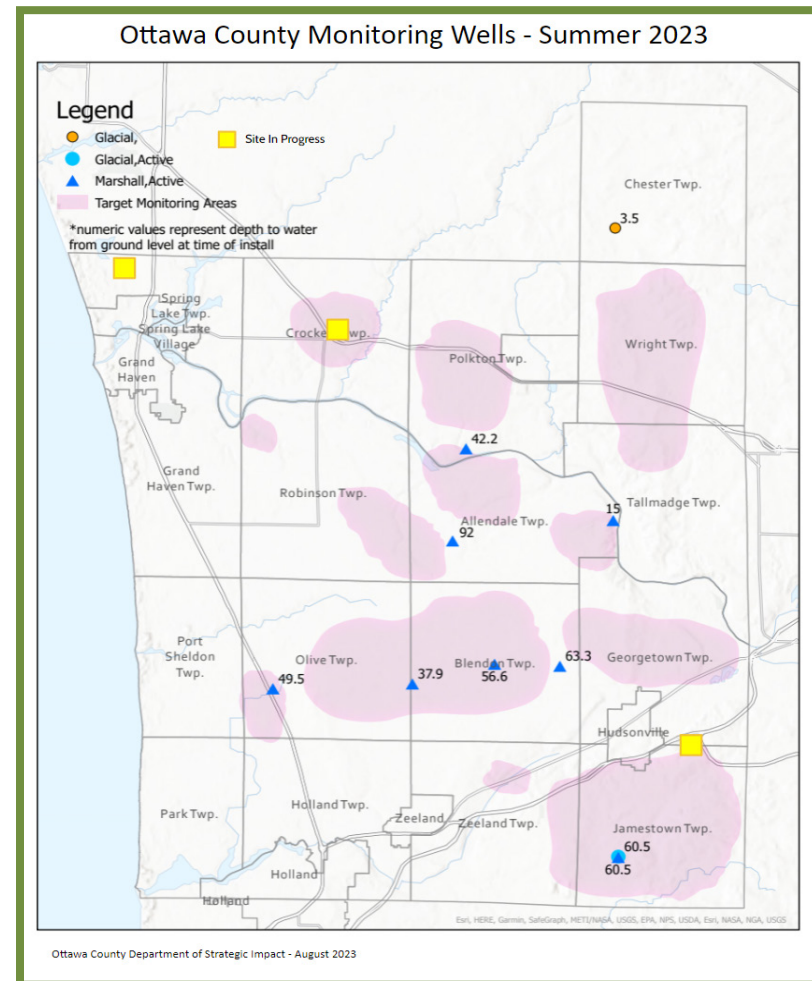 Ottawa County Monitoring Wells - Summer 2023
Legend
Glacial,
Site In Progress
Glacial,Active
Marshall,Active
Target Monitoring Areas
*numeric values represent depth to water
from ground level at time of install
Chester Twp.
3.5
Spring
Lake Twp.
Spring Lake
Village
Grand
Haven
Crocke Twp.
Polkton Twp.
Wright Twp.
42.2
Grand
Haven Twp.
Robinson Twp.
Allendale Twp.
92
15
Tallmadge Twp.
Port
Sheldon
Twp.
Olive Twp.
49.5
37.9
Blendon Twp.
56.6
63.3
Georgetown Twp.
Hudsonville
Park Twp.
Holland Twp.
Zeeland
Zeeland Twp.
Jamestown Twp.
60.5
60.5
Holland
Holland
Esri, HERE, Garmin, SafeGraph, METI/NASA, USGS, EPA, NPS, USDA, Esri, NASA, NGA, USGS
Ottawa County Department of Strategic Impact - August 2023